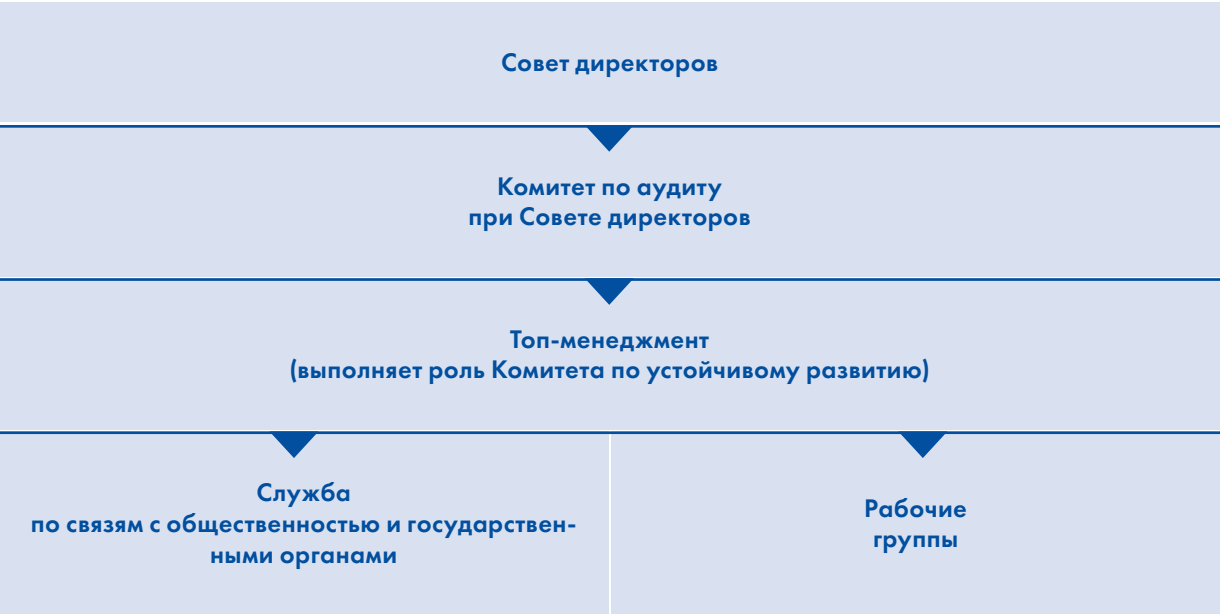 Совет директоров
Комитет по аудиту
при Совете директоров
Топ-менеджмент
(выполняет роль Комитета по устойчивому развитию)
Служба
по связям с общественностью и государствен-
ными органами
Рабочие
группы